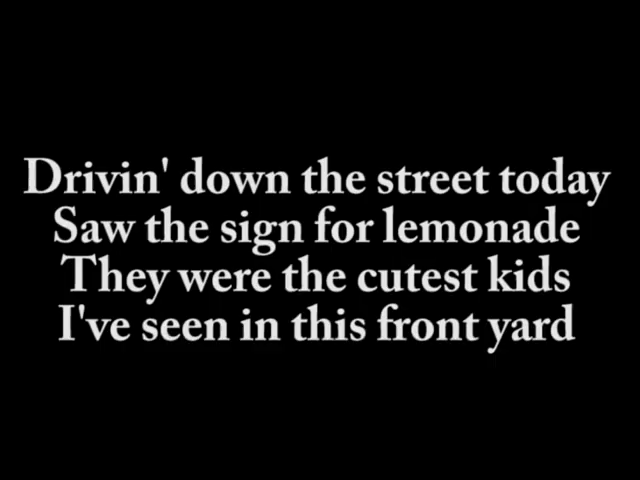 Drivin' down the street today
Saw the sign for lemonade
They were the cutest kids
I've seen in this front yard